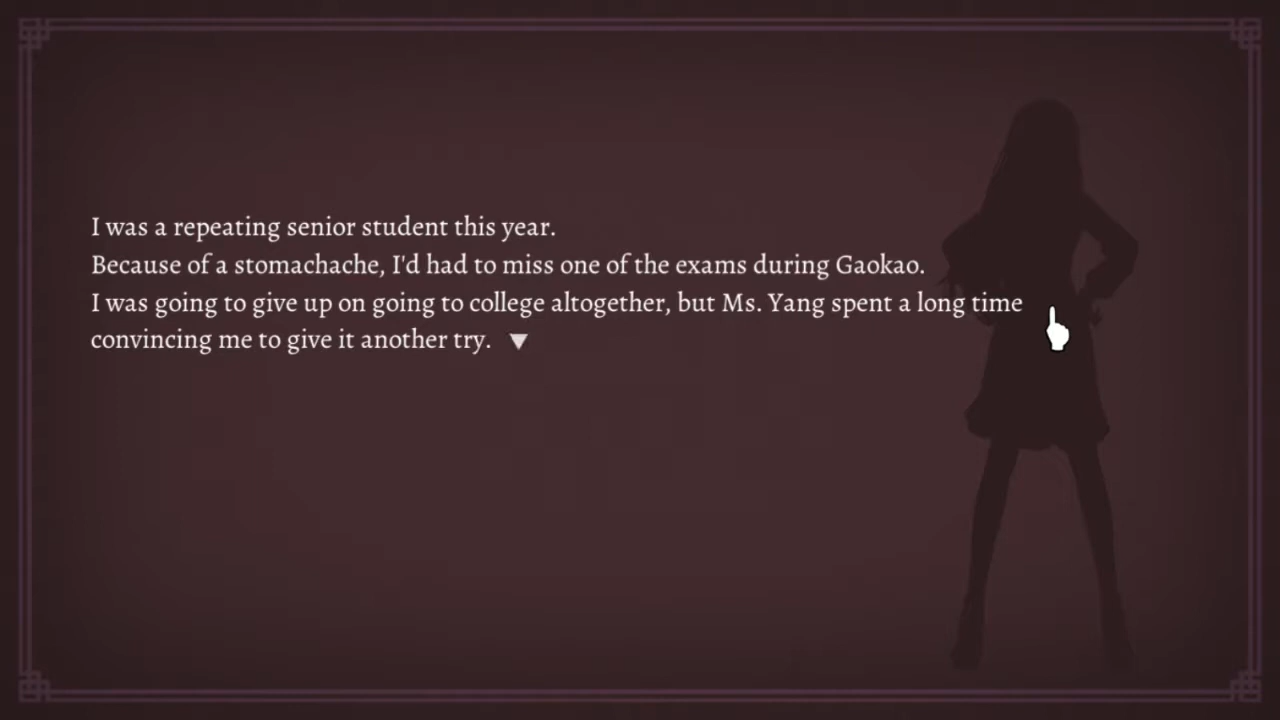 I was a repeating senior student this year.
Because of a stomachache, I'd had to miss one of the exams during Gaokao.
I was going to give up on going to college altogether, but Ms. Yang spent a long time
convincing me to give it another try.